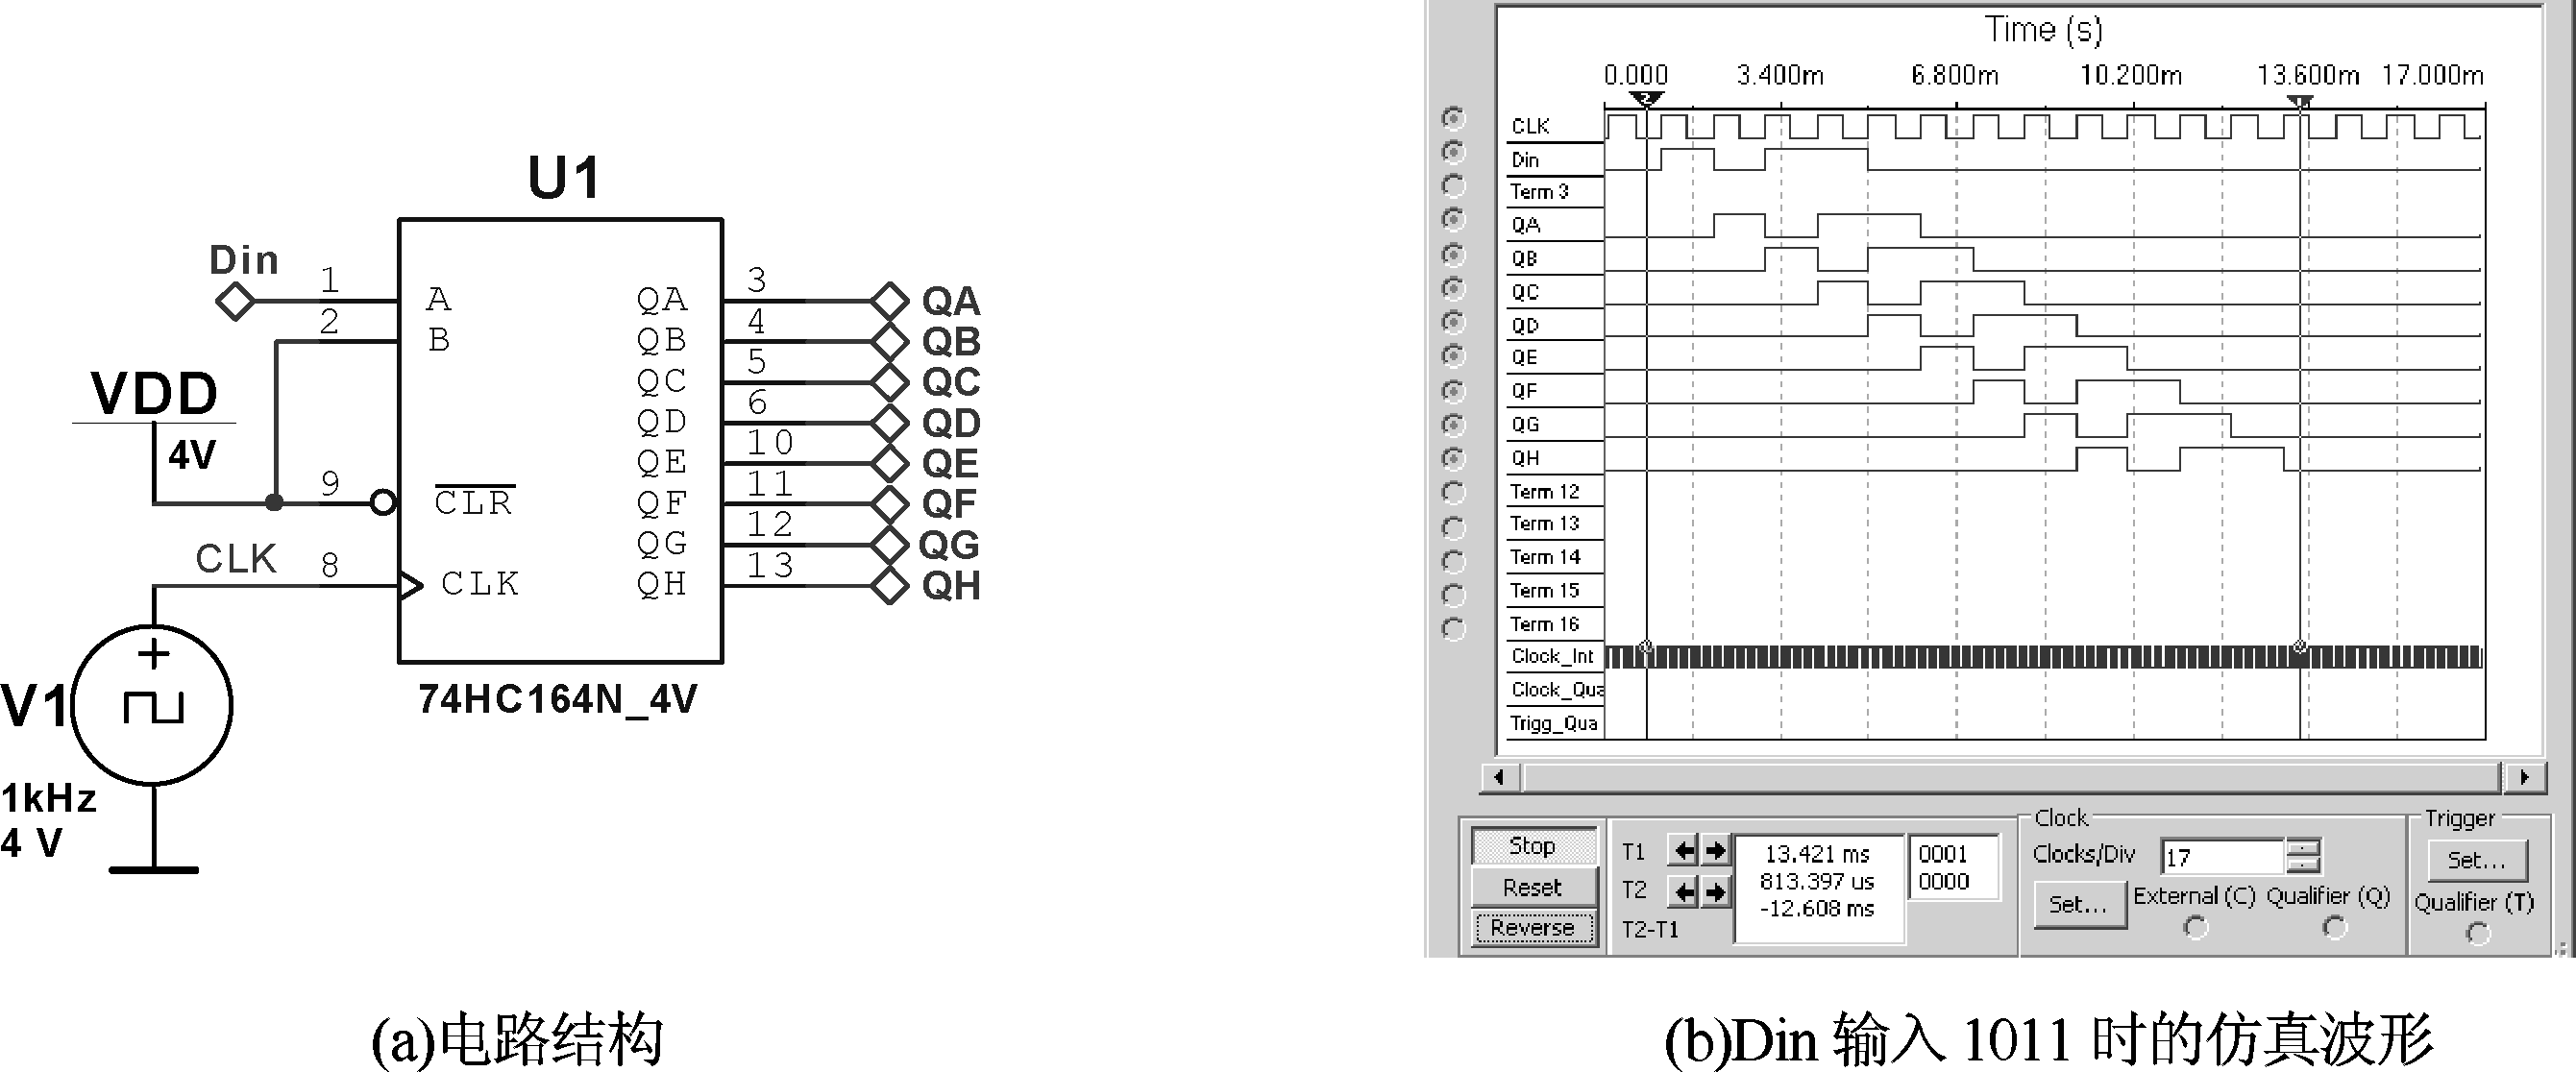 U1
Din
1
A
2
B
VDD
4V
9
CLR
CLK
8
CLK
QA
3
QA
QB
4
QB
QC
5
QC
QD
6
QD
QE
10
QE
QF
11
QF
QG
12
QG
QH
13
QH
V1
1kHz
4 V
74HC164N_4V
(a)电路结构
Time (s)
0.000 3.400m 6.800m 10.200m 13.600m 17.000m
2
1
CLK
Din
Term 3
QA
QB
QC
QD
QE
QF
QG
QH
Term 12
Term 13
Term 14
Term 15
Term 16
Clock_Int
Clock_Qua
Trigg_Qua
Stop
Reset
Reverse
T1 13.421 ms 0001
T2 813.397 us 0000
T2-T1 -12.608 ms
Clock
Clocks/Div 17
Set... External (C) Qualifier (Q)
Trigger
Set...
Qualifier (T)
(b)Din 输入 1011 时的仿真波形